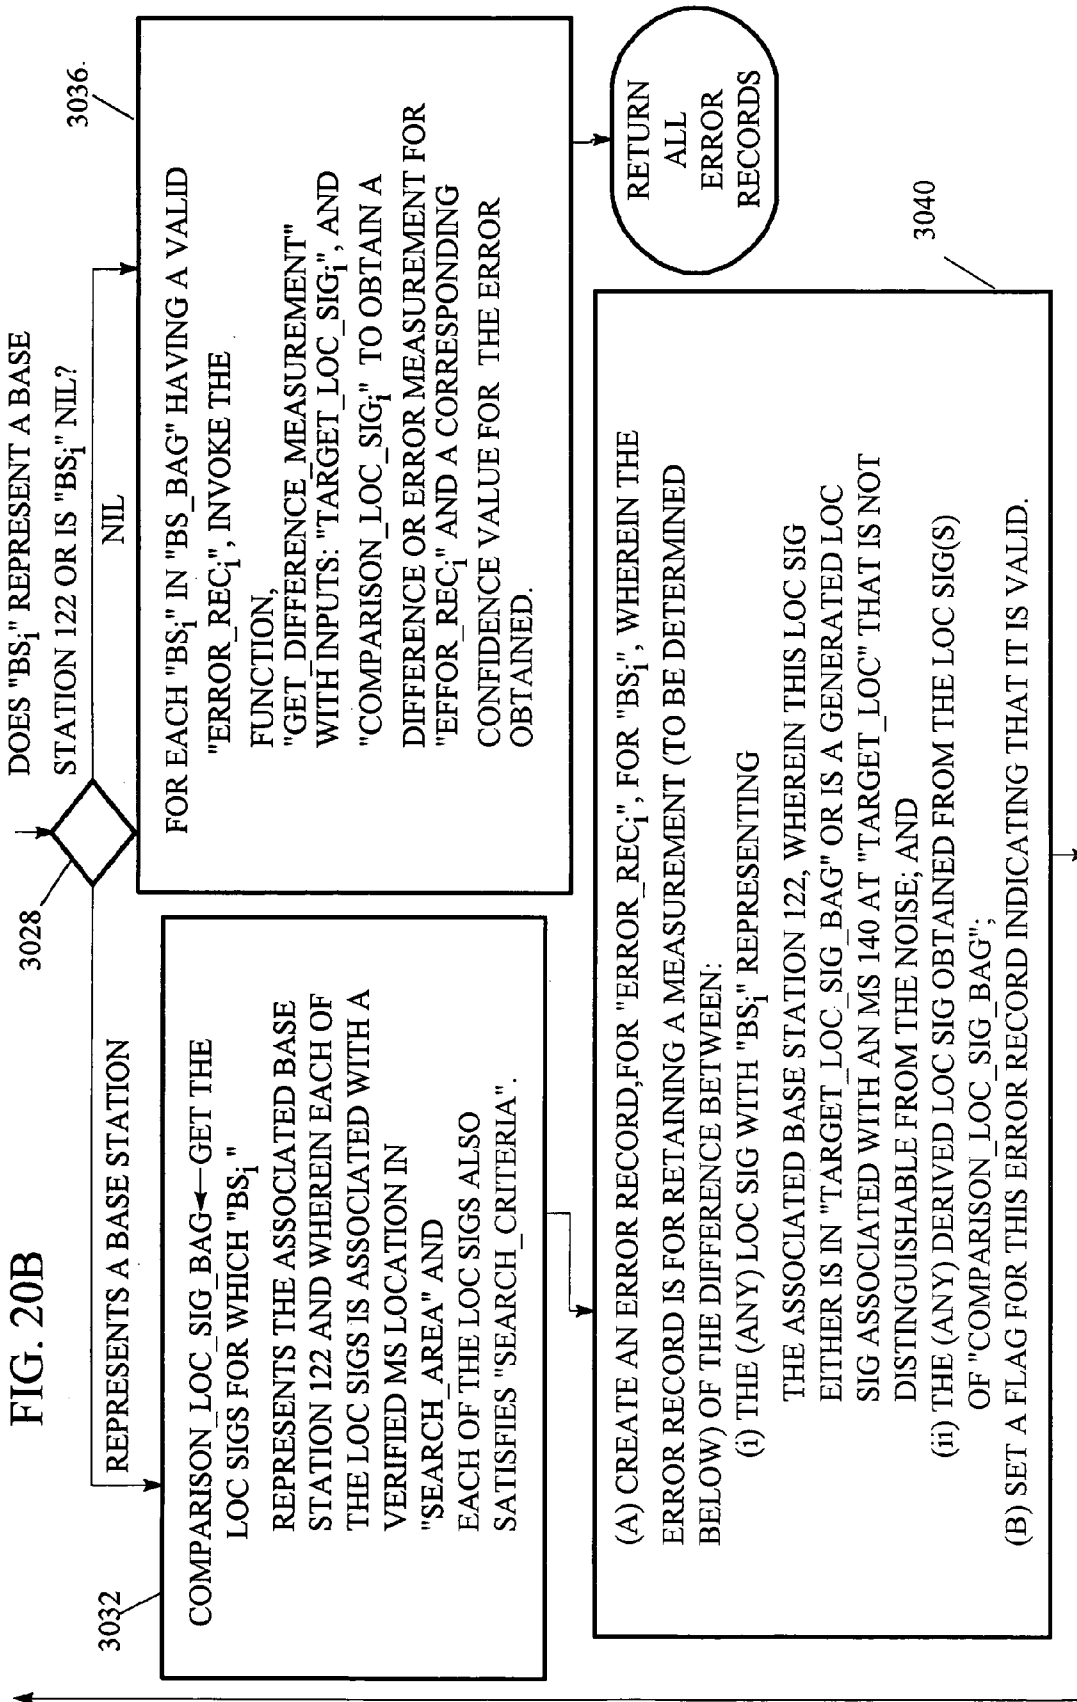 FIG. 20B
DOES "BSi" REPRESENT A BASE
STATION 122 OR IS "BSi" NIL?
3028
REPRESENTS A BASE STATION
NIL
3032
COMPARISON_LOC_SIG_BAG←GET THE
LOC SIGS FOR WHICH "BSi"
REPRESENTS THE ASSOCIATED BASE
STATION 122 AND WHEREIN EACH OF
THE LOC SIGS IS ASSOCIATED WITH A
VERIFIED MS LOCATION IN
"SEARCH_AREA" AND
EACH OF THE LOC SIGS ALSO
SATISFIES "SEARCH_CRITERIA".
3036
FOR EACH "BSi" IN "BS_BAG" HAVING A VALID
"ERROR_RECi", INVOKE THE
FUNCTION,
"GET_DIFFERENCE_MEASUREMENT"
WITH INPUTS: "TARGET_LOC_SIGi", AND
"COMPARISON_LOC_SIGi" TO OBTAIN A
DIFFERENCE OR ERROR MEASUREMENT FOR
"EFFOR_RECi" AND A CORRESPONDING
CONFIDENCE VALUE FOR THE ERROR
OBTAINED.
RETURN
ALL
ERROR
RECORDS
3040
(A) CREATE AN ERROR RECORD,FOR "ERROR_RECi", FOR "BSi", WHEREIN THE
ERROR RECORD IS FOR RETAINING A MEASUREMENT (TO BE DETERMINED
BELOW) OF THE DIFFERENCE BETWEEN:
(i) THE (ANY) LOC SIG WITH "BSi" REPRESENTING
THE ASSOCIATED BASE STATION 122, WHEREIN THIS LOC SIG
EITHER IS IN "TARGET_LOC_SIG_BAG" OR IS A GENERATED LOC
SIG ASSOCIATED WITH AN MS 140 AT "TARGET_LOC" THAT IS NOT
DISTINGUISHABLE FROM THE NOISE; AND
(ii) THE (ANY) DERIVED LOC SIG OBTAINED FROM THE LOC SIG(S)
OF "COMPARISON_LOC_SIG_BAG";
(B) SET A FLAG FOR THIS ERROR RECORD INDICATING THAT IT IS VALID.